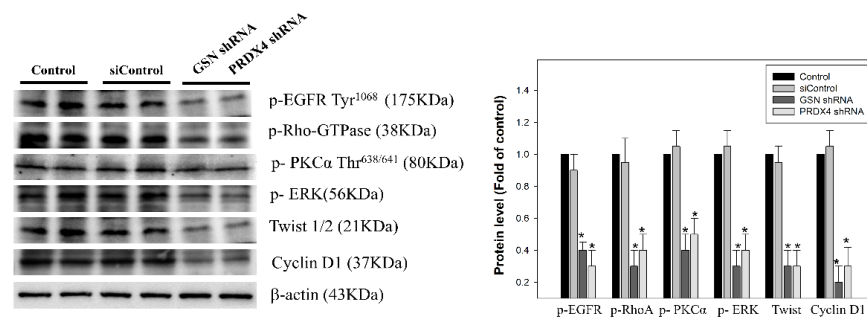 Control siControl GSN shRNA PRDX4 shRNA
p-EGFR Tyr1068 (175KDa)
p-Rho-GTPase (38KDa)
p- PKCα Thr638/641 (80KDa)
p- ERK(56KDa)
Twist 1/2 (21KDa)
Cyclin D1 (37KDa)
β-actin (43KDa)
Protein level (Fold of control)
1.4
1.2
1.0
0.8
0.6
0.4
0.2
Control
siControl
GSN shRNA
PRDX4 shRNA
* * * * * * * * * * * *
p-EGFR p-RhoA p- PKCα p- ERK Twist Cyclin D1